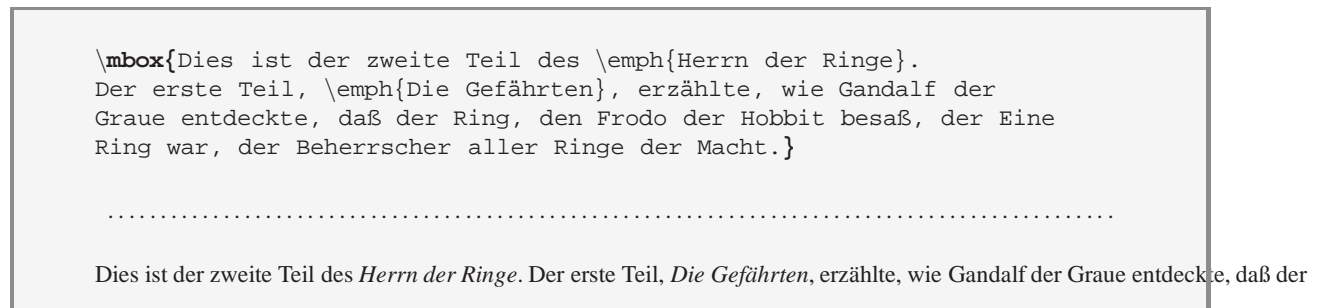 \mbox{Dies ist der zweite Teil des \emph{Herrn der Ringe}.
Der erste Teil, \emph{Die Gefährten}, erzählte, wie Gandalf der
Graue entdeckte, daß der Ring, den Frodo der Hobbit besaß, der Eine
Ring war, der Beherrscher aller Ringe der Macht.}
Dies ist der zweite Teil des Herrn der Ringe. Der erste Teil, Die Gefährten, erzählte, wie Gandalf der Graue entdeckte, daß der